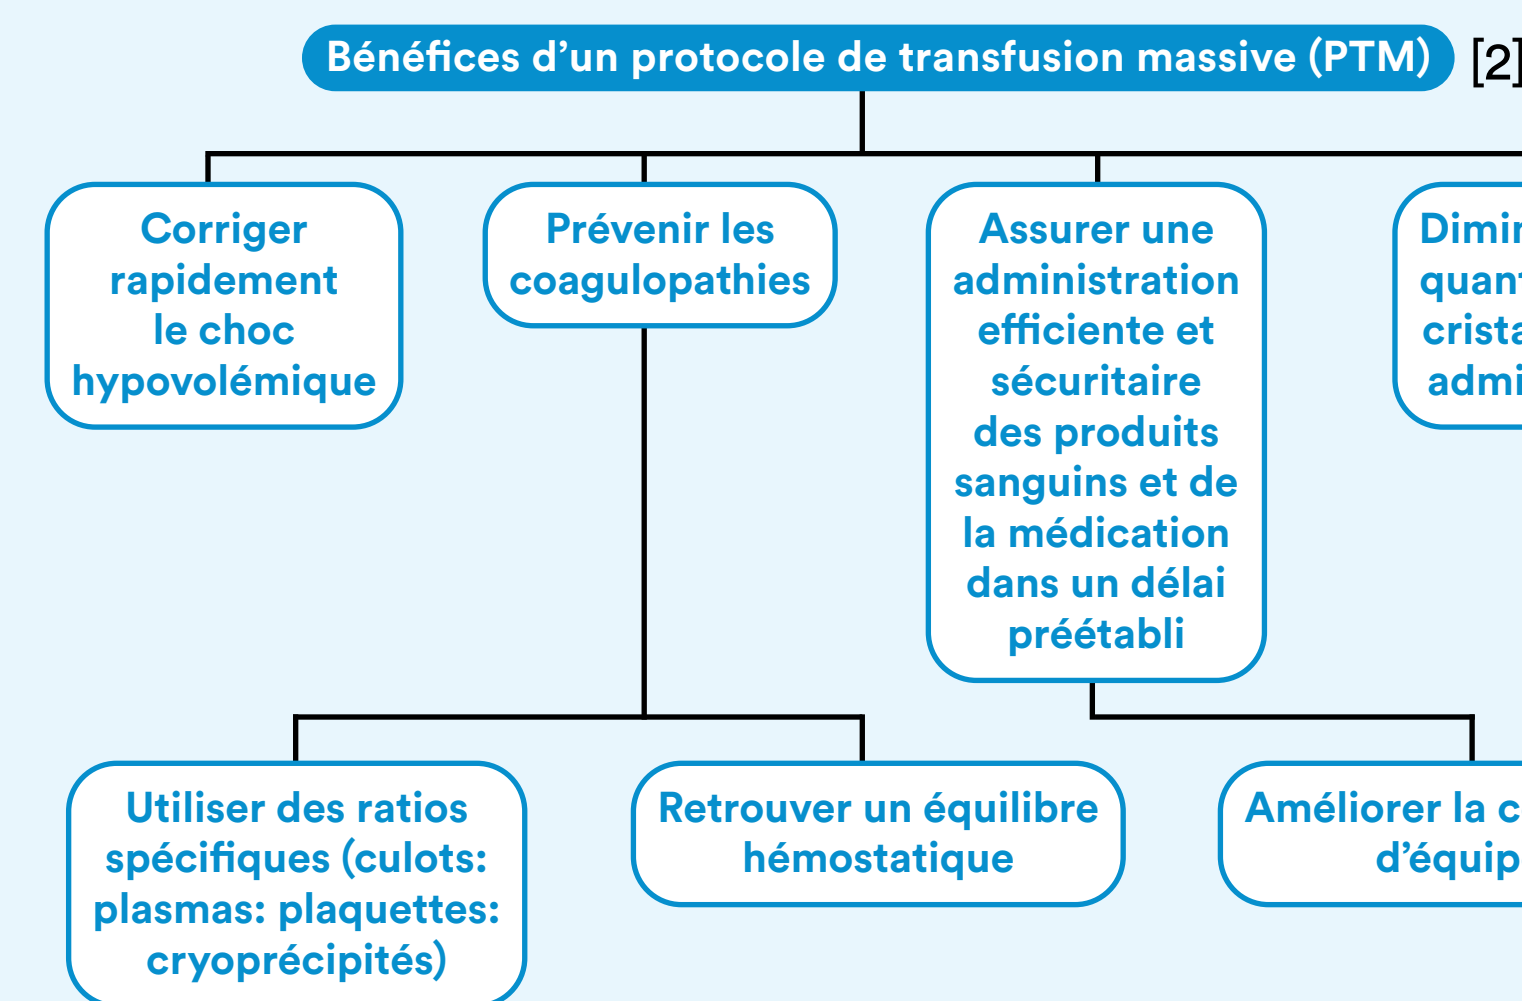 Bénéfices d’un protocole de transfusion massive (PTM) [2]
Corriger
rapidement
le choc
hypovolémique
Prévenir les
coagulopathies
Assurer une
administration
efficiente et
sécuritaire
des produits
sanguins et de
la médication
dans un délai
préétabli
Utiliser des ratios
spécifiques (culots:
plasmas: plaquettes:
cryoprécipités)
Retrouver un équilibre
hémostatique
Améliorer la